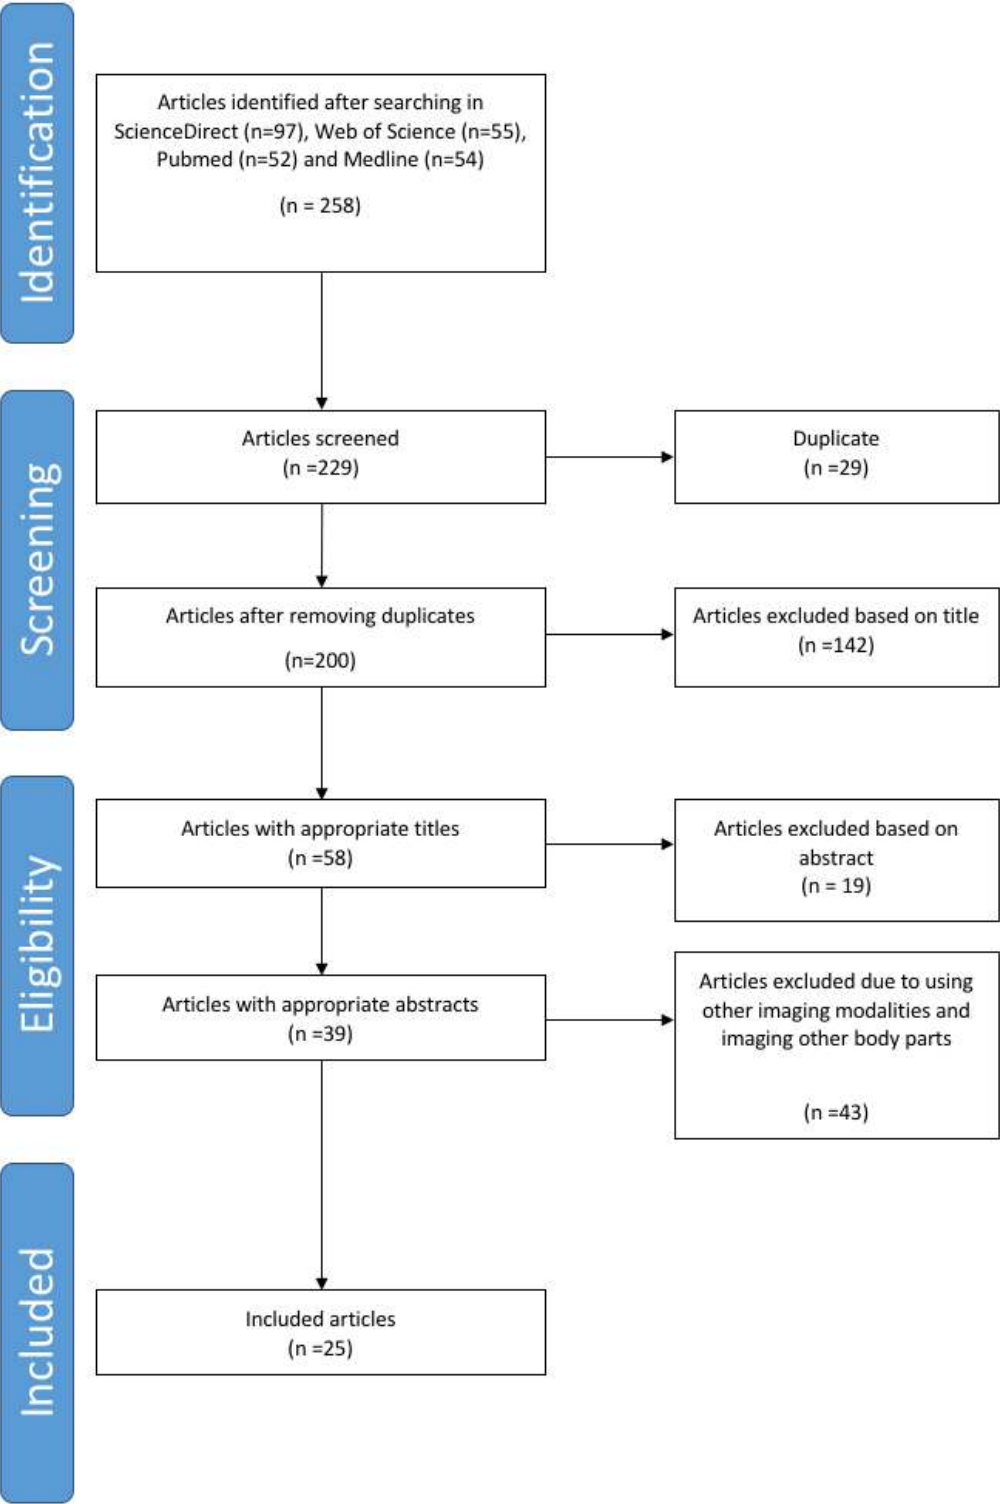 Identification
Articles identified after searching in
ScienceDirect (n=97), Web of Science (n=55),
Pubmed (n=52) and Medline (n=54)
(n = 258)
Screening
Articles screened
(n =229)
Duplicate
(n =29)
Articles after removing duplicates
(n=200)
Articles excluded based on title
(n =142)
Eligibility
Articles with appropriate titles
(n =58)
Articles excluded based on
abstract
(n = 19)
Articles with appropriate abstracts
(n =39)
Articles excluded due to using
other imaging modalities and
imaging other body parts
(n =43)
Included
Included articles
(n =25)